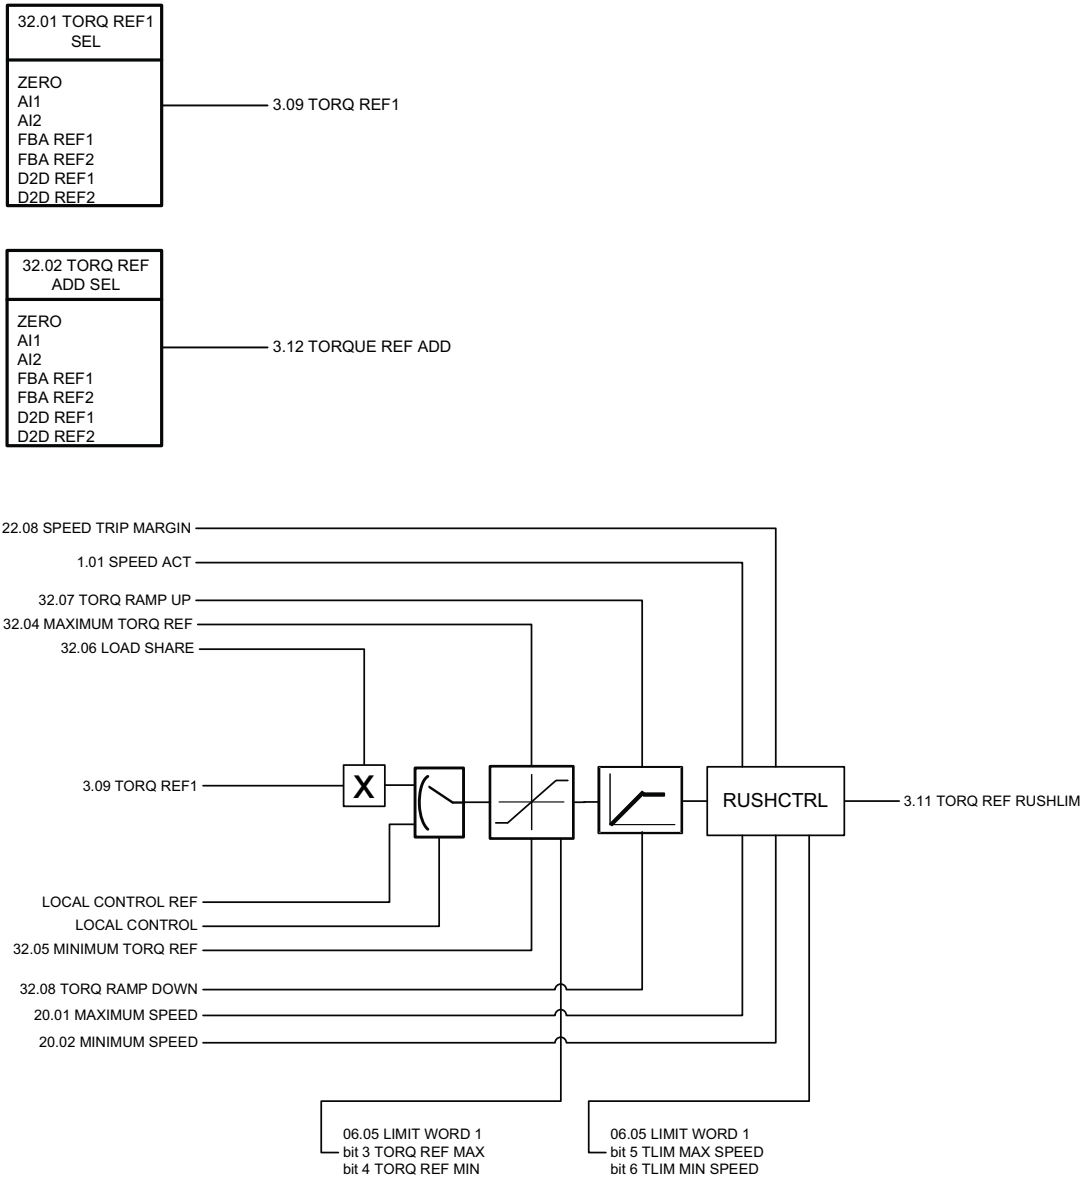 32.01 TORQ REF1
SEL
ZERO
AI1
AI2
FBA REF1
FBA REF2
D2D REF1
D2D REF2
3.09 TORQ REF1
32.02 TORQ REF
ADD SEL
ZERO
AI1
AI2
FBA REF1
FBA REF2
D2D REF1
D2D REF2
3.12 TORQUE REF ADD
22.08 SPEED TRIP MARGIN
1.01 SPEED ACT
32.07 TORQ RAMP UP
32.04 MAXIMUM TORQ REF
32.06 LOAD SHARE
3.09 TORQ REF1
X
RUSHCTRL
3.11 TORQ REF RUSHLIM
LOCAL CONTROL REF
LOCAL CONTROL
32.05 MINIMUM TORQ REF
32.08 TORQ RAMP DOWN
20.01 MAXIMUM SPEED
20.02 MINIMUM SPEED
06.05 LIMIT WORD 1
bit 3 TORQ REF MAX
bit 4 TORQ REF MIN
06.05 LIMIT WORD 1
bit 5 TLIM MAX SPEED
bit 6 TLIM MIN SPEED